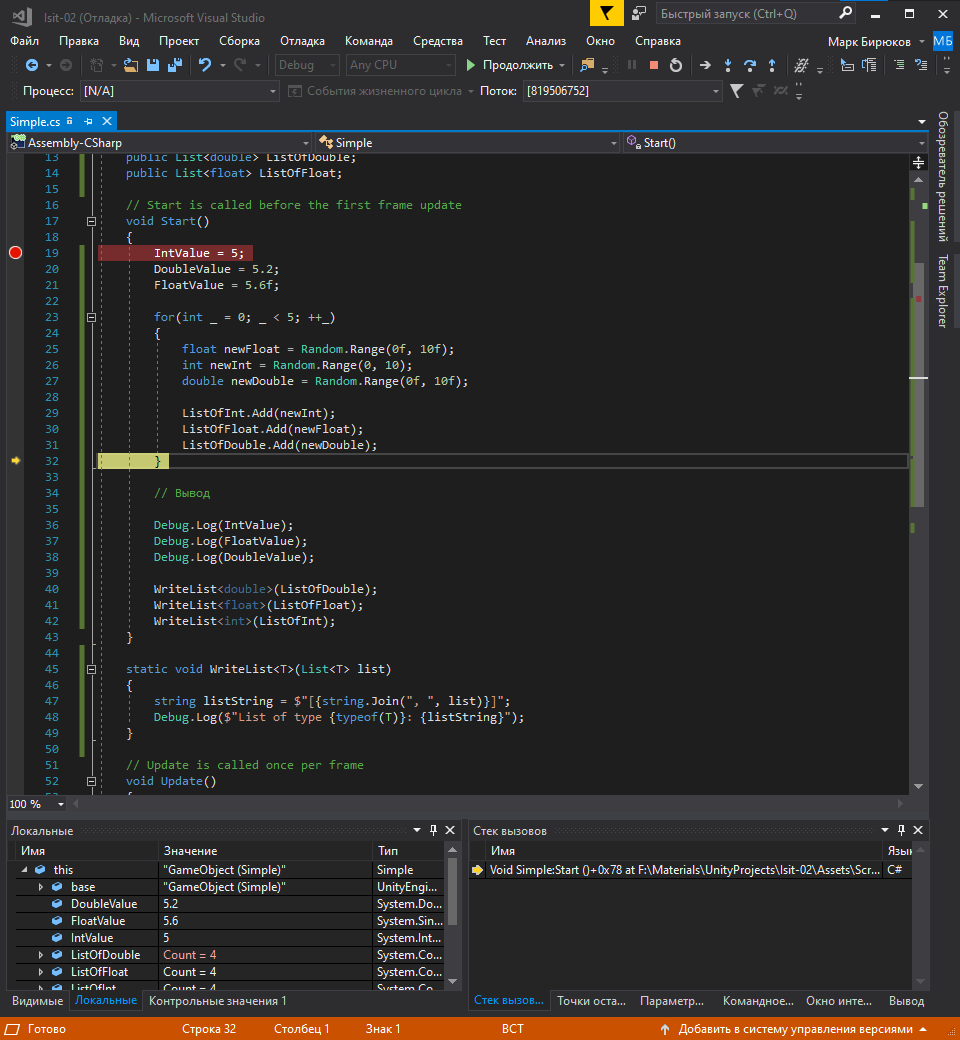 Isit-02 (Отладка) - Microsoft Visual Studio
Быстрый запуск (Ctrl+Q)
Файл Правка Вид Проект Сборка Отладка Команда Средства Тест Анализ Окно Справка Марк Бирюков МБ
Debug Any CPU Продолжить
Процесс: [N/A] События жизненного цикла Поток: [819506752]
Simple.cs
Assembly-CSharp Simple Start()
13 public List<double> ListOfDouble;
14 public List<float> ListOfFloat;
15
16 // Start is called before the first frame update
17 void Start()
18 {
19 IntValue = 5;
20 DoubleValue = 5.2;
21 FloatValue = 5.6f;
22
23 for(int _ = 0; _ < 5; ++_)
24 {
25 float newFloat = Random.Range(0f, 10f);
26 int newInt = Random.Range(0, 10);
27 double newDouble = Random.Range(0f, 10f);
28
29 ListOfInt.Add(newInt);
30 ListOfFloat.Add(newFloat);
31 ListOfDouble.Add(newDouble);
32 }
33
34 // Вывод
35
36 Debug.Log(IntValue);
37 Debug.Log(FloatValue);
38 Debug.Log(DoubleValue);
39
40 WriteList<double>(ListOfDouble);
41 WriteList<float>(ListOfFloat);
42 WriteList<int>(ListOfInt);
43 }
44
45 static void WriteList<T>(List<T> list)
46 {
47 string listString = $"[{string.Join(", ", list)}]";
48 Debug.Log($"List of type {typeof(T)}: {listString}");
49 }
50
51 // Update is called once per frame
52 void Update()
53 {
Обозреватель решений
Team Explorer
100 %
Локальные
Имя Значение Тип
this "GameObject (Simple)" Simple
base "GameObject (Simple)" UnityEngi...
DoubleValue 5.2 System.Do...
FloatValue 5.6 System.Sin...
IntValue 5 System.Int...
ListOfDouble Count = 4 System.Co...
ListOfFloat Count = 4 System.Co...
ListOfInt Count = 4 System.Co...
Видимые Локальные Контрольные значения 1
Стек вызовов
Имя Язык
Void Simple:Start ()+0x78 at F:\Materials\UnityProjects\Isit-02\Assets\Scr... C#
Стек вызов... Точки оста... Параметр... Командное... Окно инте... Вывод
Готово Строка 32 Столбец 1 Знак 1 ВСТ Добавить в систему управления версиями